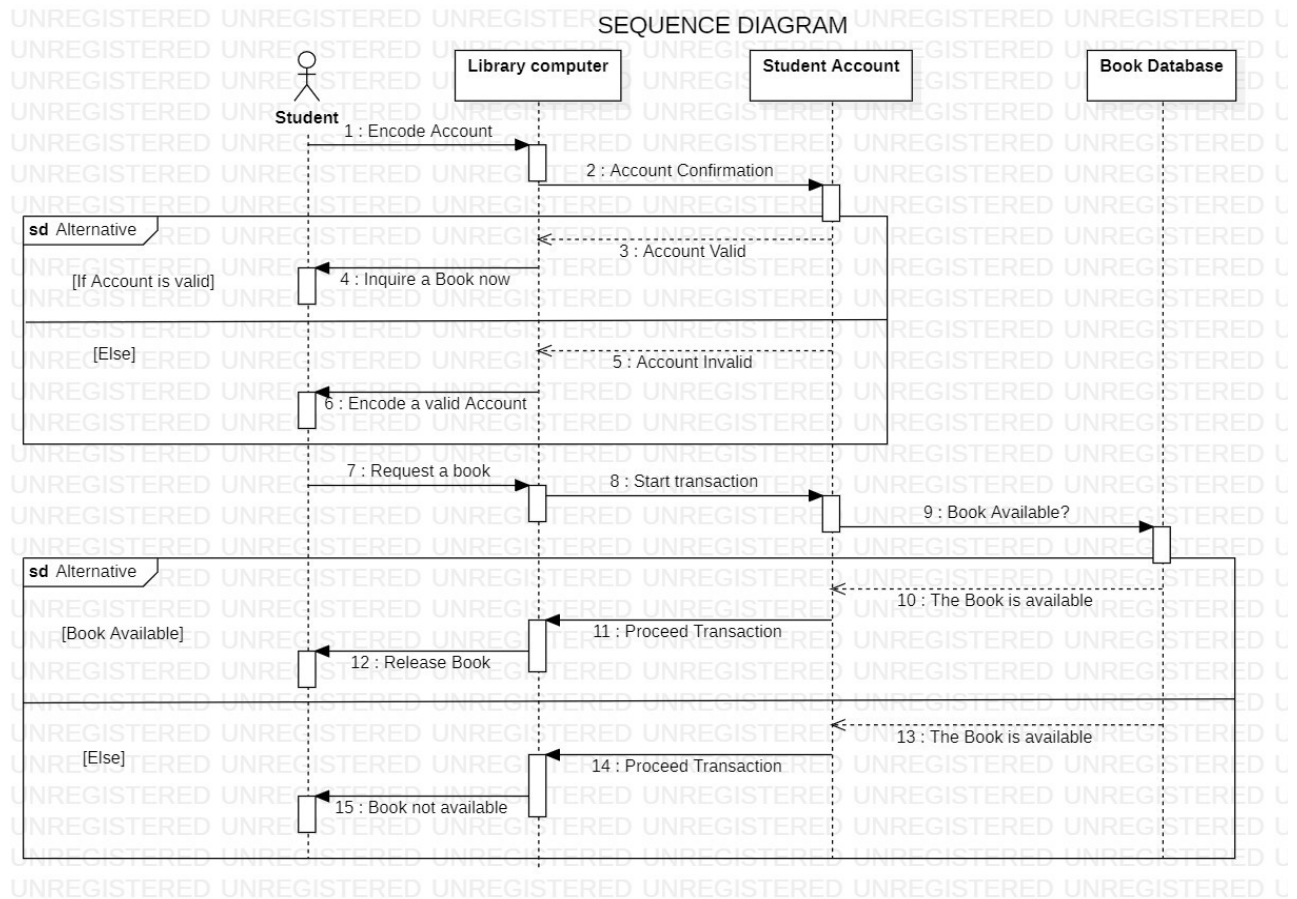 SEQUENCE DIAGRAM
Student
Library computer
Student Account
Book Database
1 : Encode Account
2 : Account Confirmation
sd Alternative
3 : Account Valid
[If Account is valid]
4 : Inquire a Book now
[Else]
5 : Account Invalid
6 : Encode a valid Account
7 : Request a book
8 : Start transaction
9 : Book Available?
sd Alternative
10 : The Book is available
[Book Available]
11 : Proceed Transaction
12 : Release Book
13 : The Book is available
[Else]
14 : Proceed Transaction
15 : Book not available
UNREGISTERED